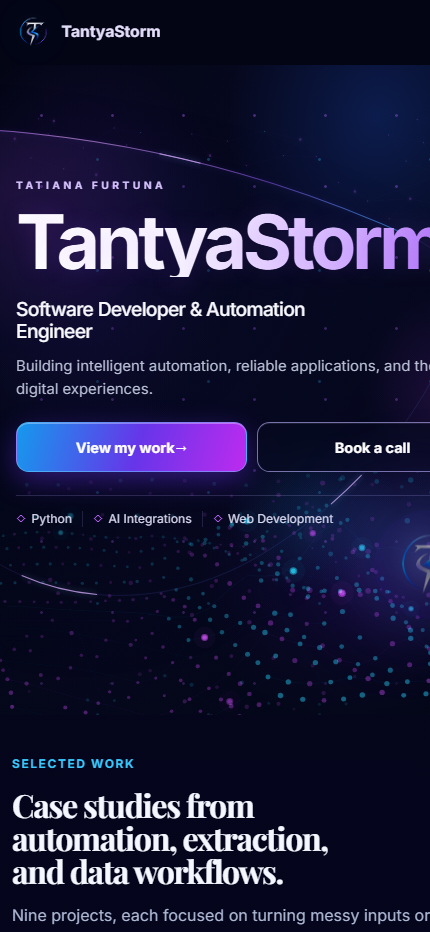 TantyaStorm
TATIANA FURTUNA
TantyaStorm
Software Developer & Automation
Engineer
Building intelligent automation, reliable applications, and
digital experiences.
View my work→
Book a call
Python
AI Integrations
Web Development
SELECTED WORK
Case studies from
automation, extraction,
and data workflows.
Nine projects, each focused on turning messy inputs or